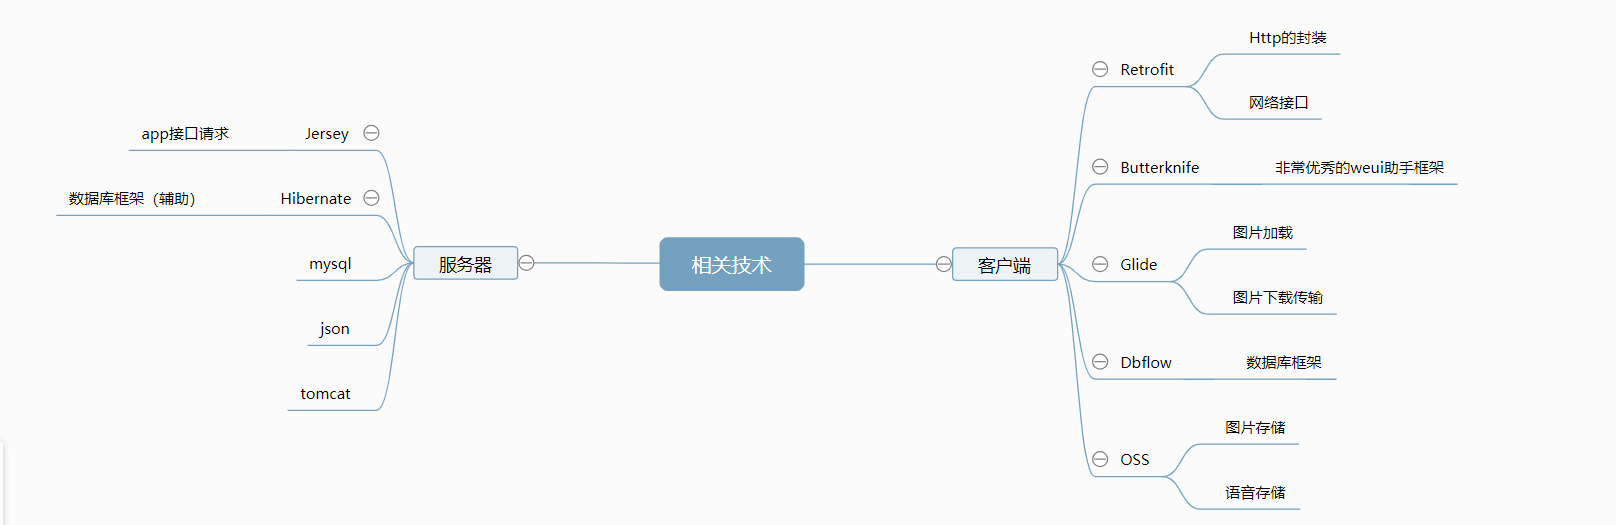 相关技术
服务器
Jersey
app接口请求
Hibernate
数据库框架（辅助）
mysql
json
tomcat
客户端
Retrofit
Http的封装
网络接口
Butterknife
非常优秀的weui助手框架
Glide
图片加载
图片下载传输
Dbflow
数据库框架
OSS
图片存储
语音存储